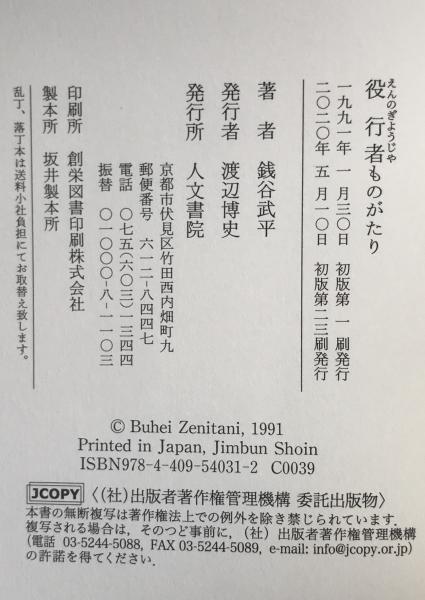 えんのぎようじや
役行者ものがたり
一九九一年 一月三〇日 初版第一刷発行
二〇二〇年 五月一〇日 初版第二三刷発行
著者 銭谷武平
発行者 渡辺博史
発行所 人文書院
京都市伏見区竹田西内畑町九
郵便番号 六一二-八四四七
電話 〇七五(六〇三)一三四四
振替 〇一〇〇〇-八-一一〇三
印刷所 創栄図書印刷株式会社
製本所 坂井製本所
乱丁、落丁本は送料小社負担にてお取替え致します。
© Buhei Zenitani, 1991
Printed in Japan, Jimbun Shoin
ISBN978-4-409-54031-2 C0039
JCOPY〈(社)出版者著作権管理機構 委託出版物〉
本書の無断複写は著作権法上での例外を除き禁じられています.
複写される場合は, そのつど事前に, (社) 出版者著作権管理機構
(電話 03-5244-5088, FAX 03-5244-5089, e-mail: info@jcopy.or.jp)
の許諾を得てください.